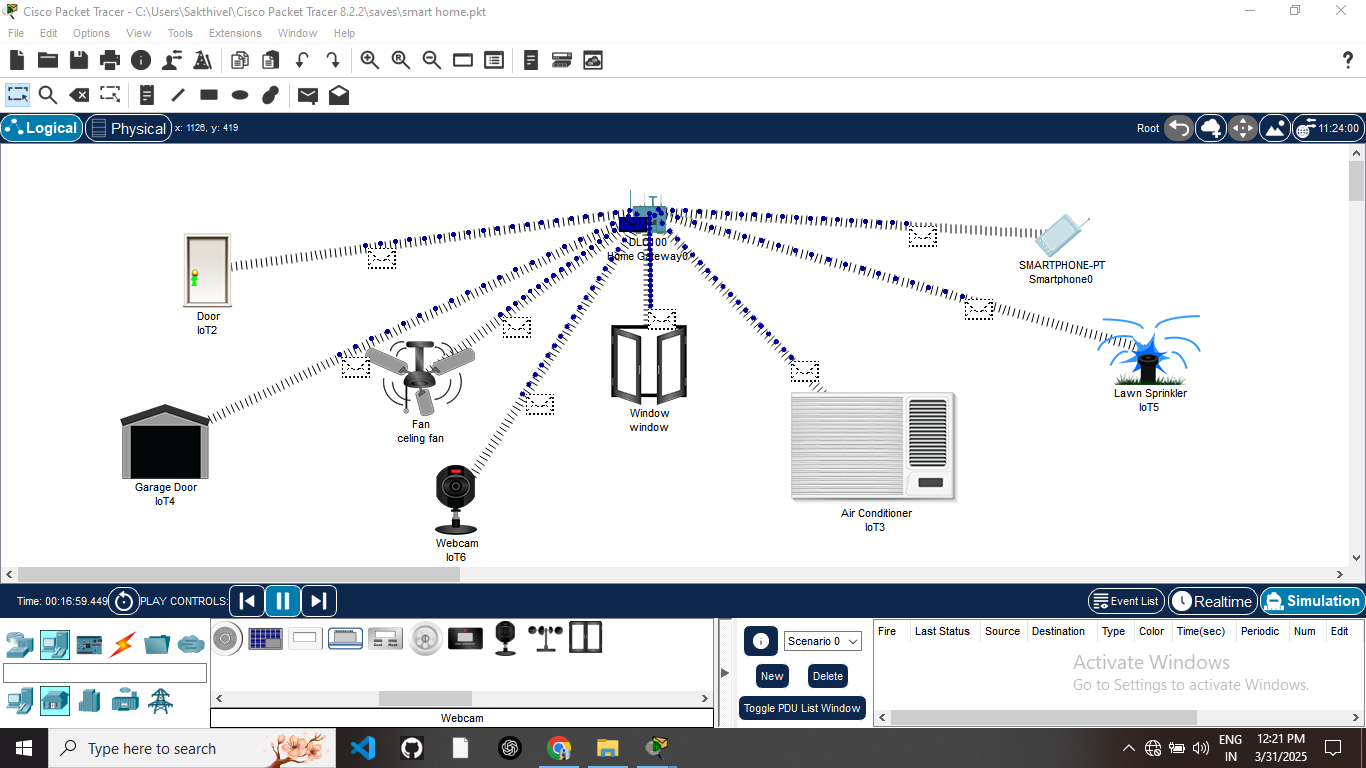 Cisco Packet Tracer - C:\Users\Sakthivel\Cisco Packet Tracer 8.2.2\saves\smart home.pkt
File Edit Options View Tools Extensions Window Help
Logical Physical x: 1126, y: 419 Root 11:24:00
DLC100
Home Gateway0
SMARTPHONE-PT
Smartphone0
Door
IoT2
Lawn Sprinkler
IoT5
Window
window
Fan
celing fan
Garage Door
IoT4
Air Conditioner
IoT3
Webcam
IoT6
Time: 00:16:59.449 PLAY CONTROLS: Event List Realtime Simulation
Scenario 0
Fire Last Status Source Destination Type Color Time(sec) Periodic Num Edit
New Delete
Toggle PDU List Window
Activate Windows
Go to Settings to activate Windows.
Webcam
Type here to search
ENG
IN
12:21 PM
3/31/2025